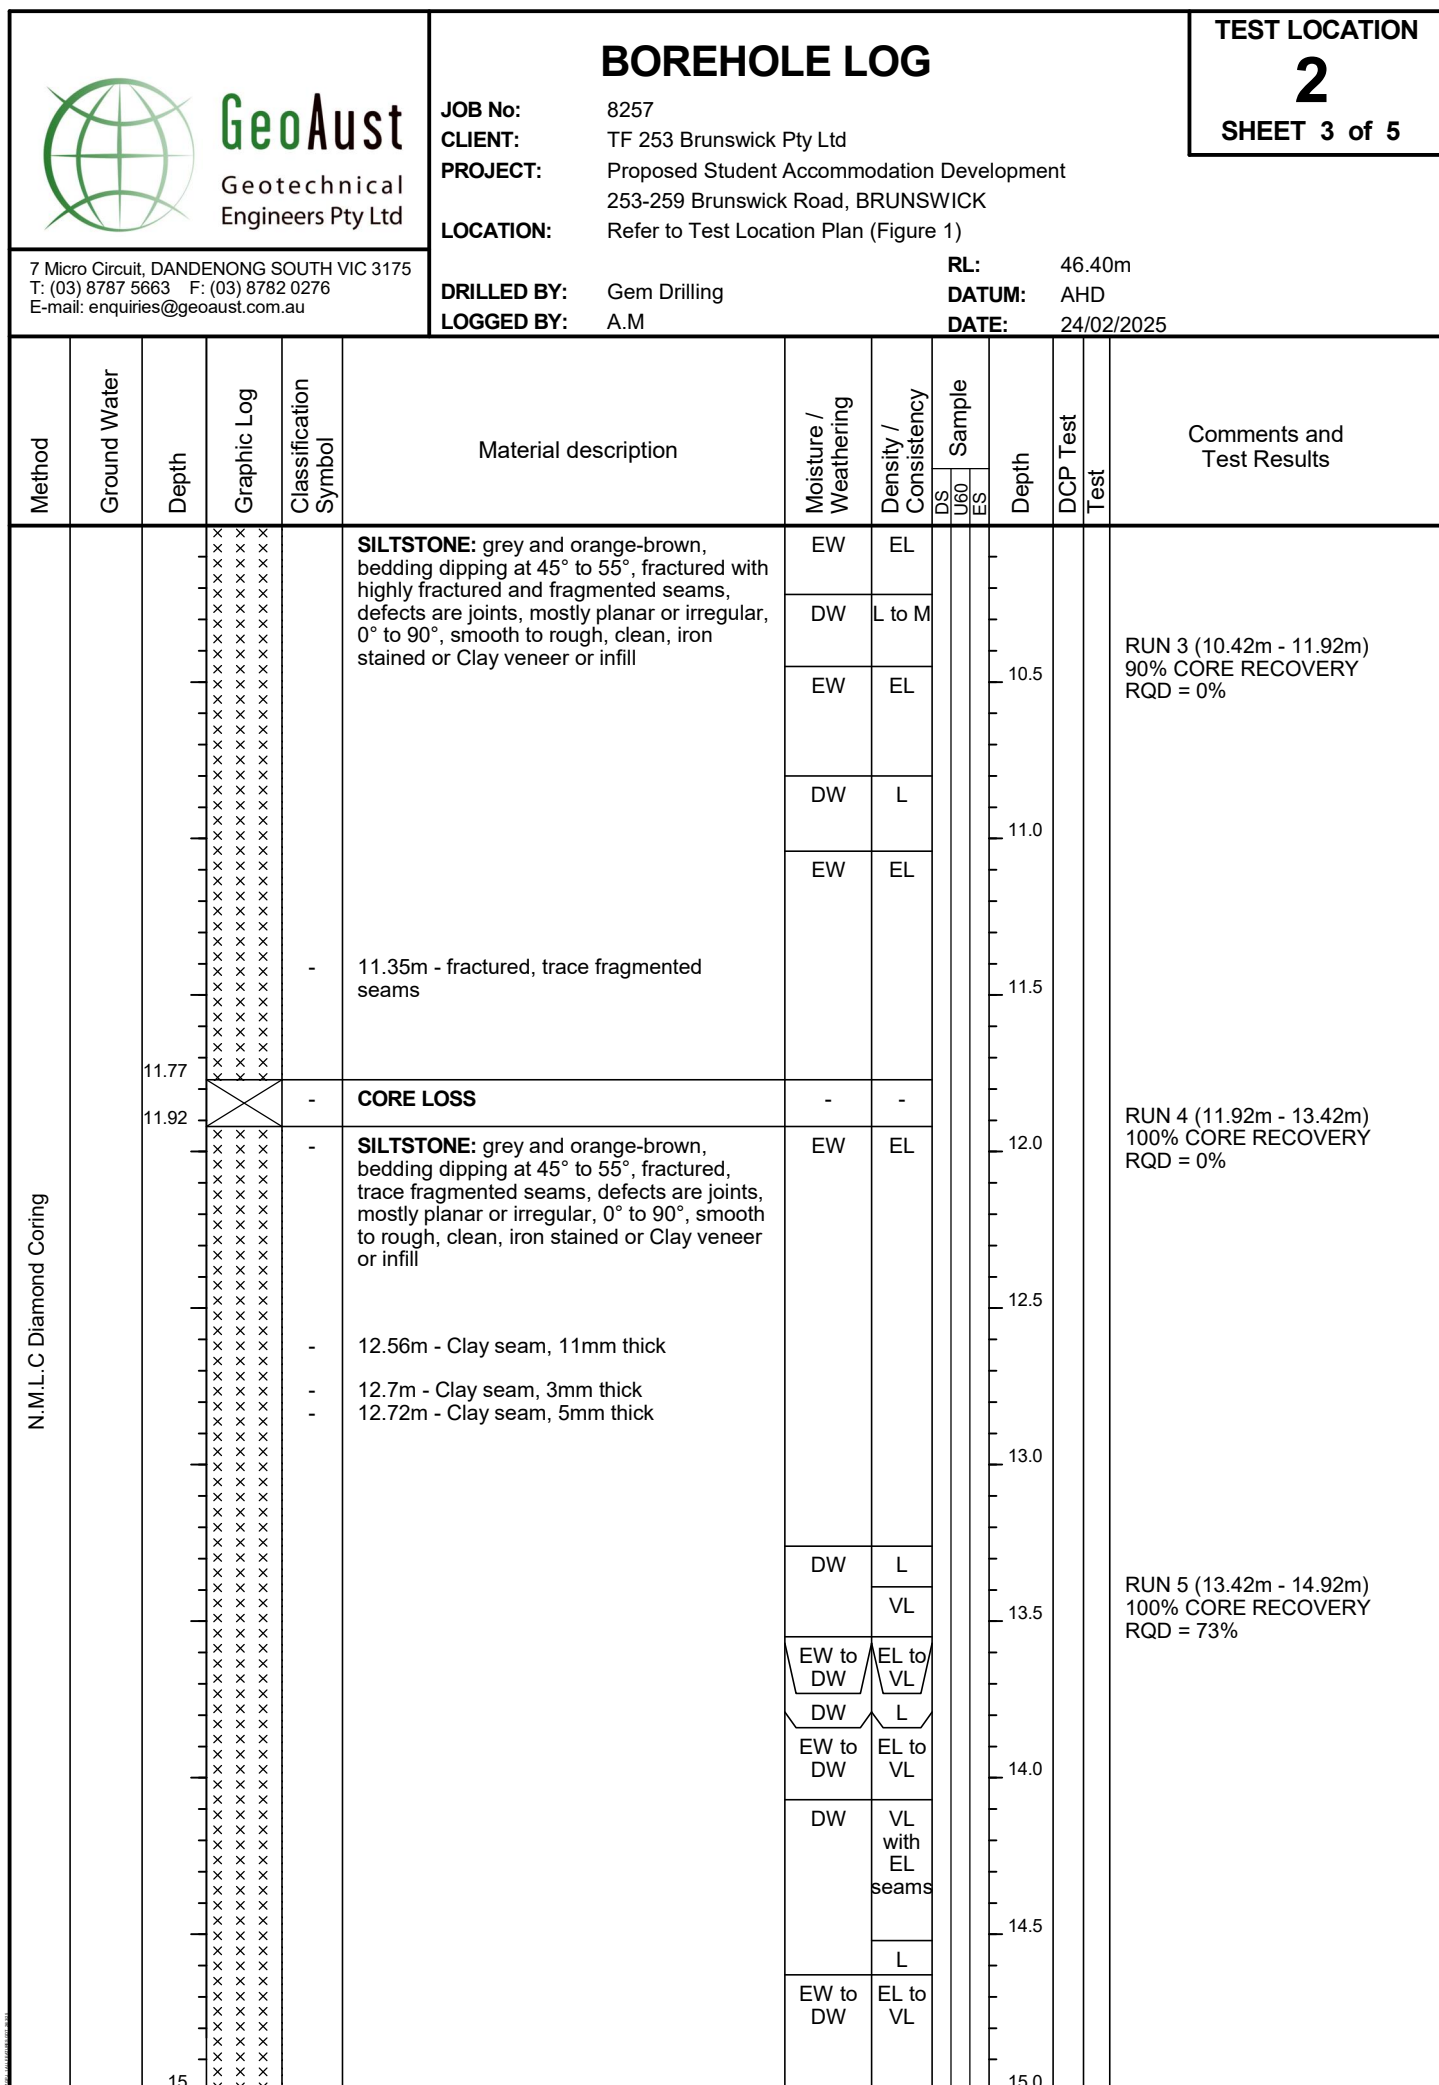 GeoAust
Geotechnical
Engineers Pty Ltd
7 Micro Circuit, DANDENONG SOUTH VIC 3175
T: (03) 8787 5663 F: (03) 8782 0276
E-mail: enquiries@geoaust.com.au
BOREHOLE LOG
JOB No: 8257
CLIENT: TF 253 Brunswick Pty Ltd
PROJECT: Proposed Student Accommodation Development
253-259 Brunswick Road, BRUNSWICK
LOCATION: Refer to Test Location Plan (Figure 1)
RL: 46.40m
DRILLED BY: Gem Drilling
DATUM: AHD
LOGGED BY: A.M
DATE: 24/02/2025
TEST LOCATION
2
SHEET 3 of 5
Method
Ground Water
Depth
Graphic Log
Classification
Symbol
Material description
Moisture /
Weathering
Density /
Consistency
Sample
DS
U60
ES
Depth
DCP Test
Test
Comments and
Test Results
N.M.L.C Diamond Coring
SILTSTONE: grey and orange-brown,
bedding dipping at 45° to 55°, fractured with
highly fractured and fragmented seams,
defects are joints, mostly planar or irregular,
0° to 90°, smooth to rough, clean, iron
stained or Clay veneer or infill
EW EL
DW L to M
RUN 3 (10.42m - 11.92m)
90% CORE RECOVERY
RQD = 0%
10.5
EW EL
DW L
11.0
EW EL
- 11.35m - fractured, trace fragmented
seams
11.5
11.77
- CORE LOSS - -
11.92
RUN 4 (11.92m - 13.42m)
100% CORE RECOVERY
RQD = 0%
12.0
- SILTSTONE: grey and orange-brown,
bedding dipping at 45° to 55°, fractured,
trace fragmented seams, defects are joints,
mostly planar or irregular, 0° to 90°, smooth
to rough, clean, iron stained or Clay veneer
or infill
EW EL
12.5
- 12.56m - Clay seam, 11mm thick
- 12.7m - Clay seam, 3mm thick
- 12.72m - Clay seam, 5mm thick
13.0
DW L
VL
13.5
RUN 5 (13.42m - 14.92m)
100% CORE RECOVERY
RQD = 73%
EW to EL to
DW VL
DW L
EW to EL to
DW VL
14.0
DW VL
with
EL
seams
14.5
L
EW to EL to
DW VL
15 15.0